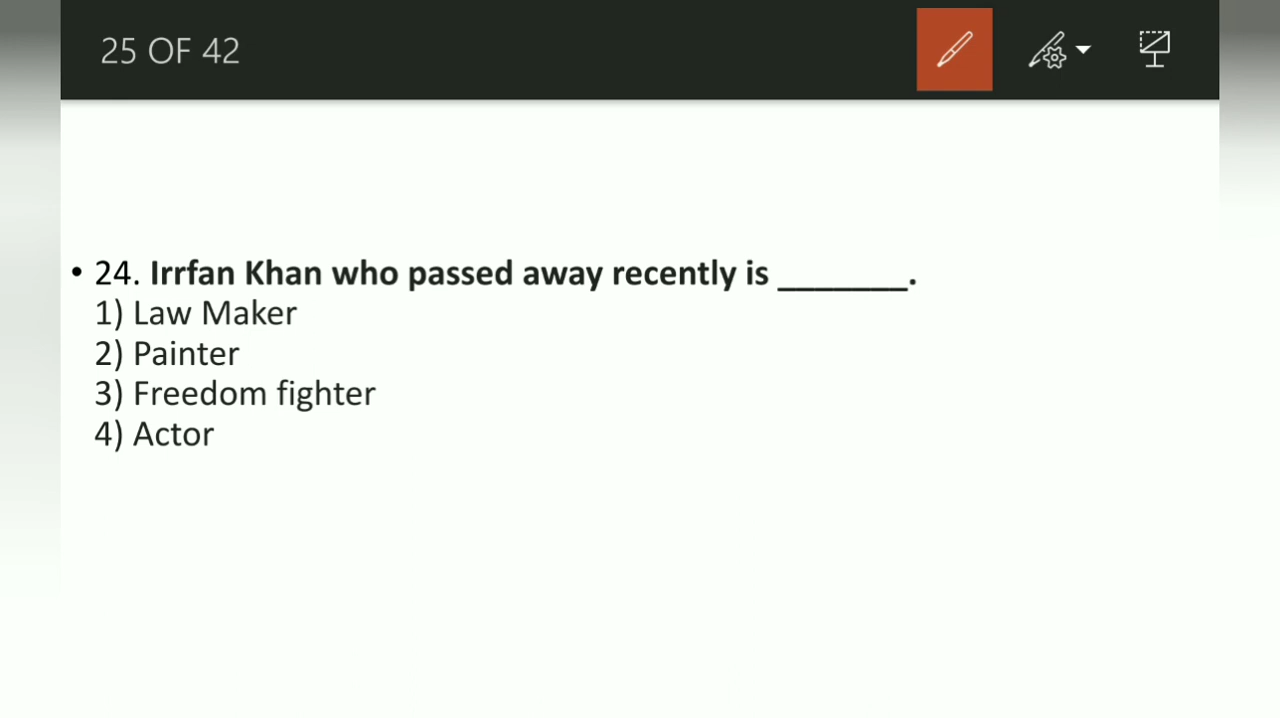 25 OF 42
• 24. Irrfan Khan who passed away recently is _______.
1) Law Maker
2) Painter
3) Freedom fighter
4) Actor